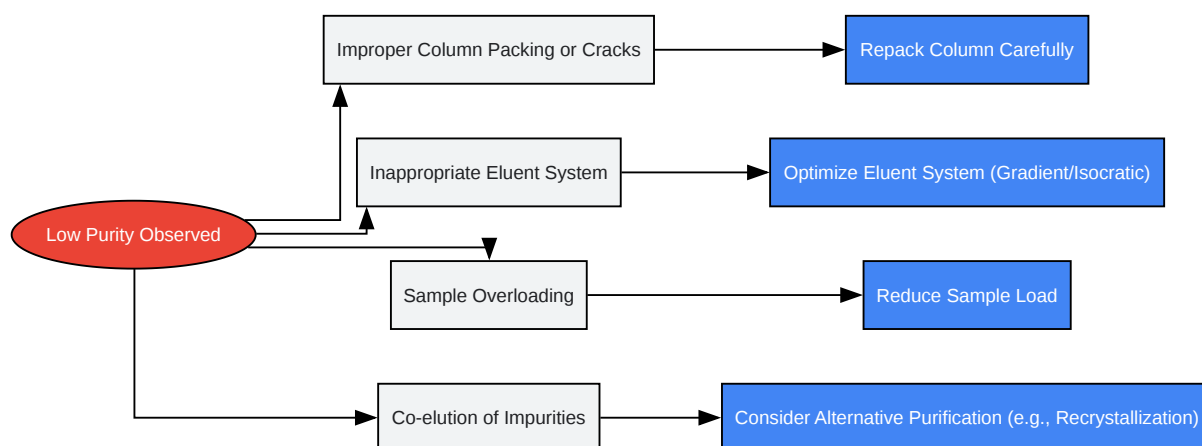 Improper Column Packing or Cracks
Repack Column Carefully
Inappropriate Eluent System
Optimize Eluent System (Gradient/Isocratic)
Low Purity Observed
Sample Overloading
Reduce Sample Load
Co-elution of Impurities
Consider Alternative Purification (e.g., Recrystallization)